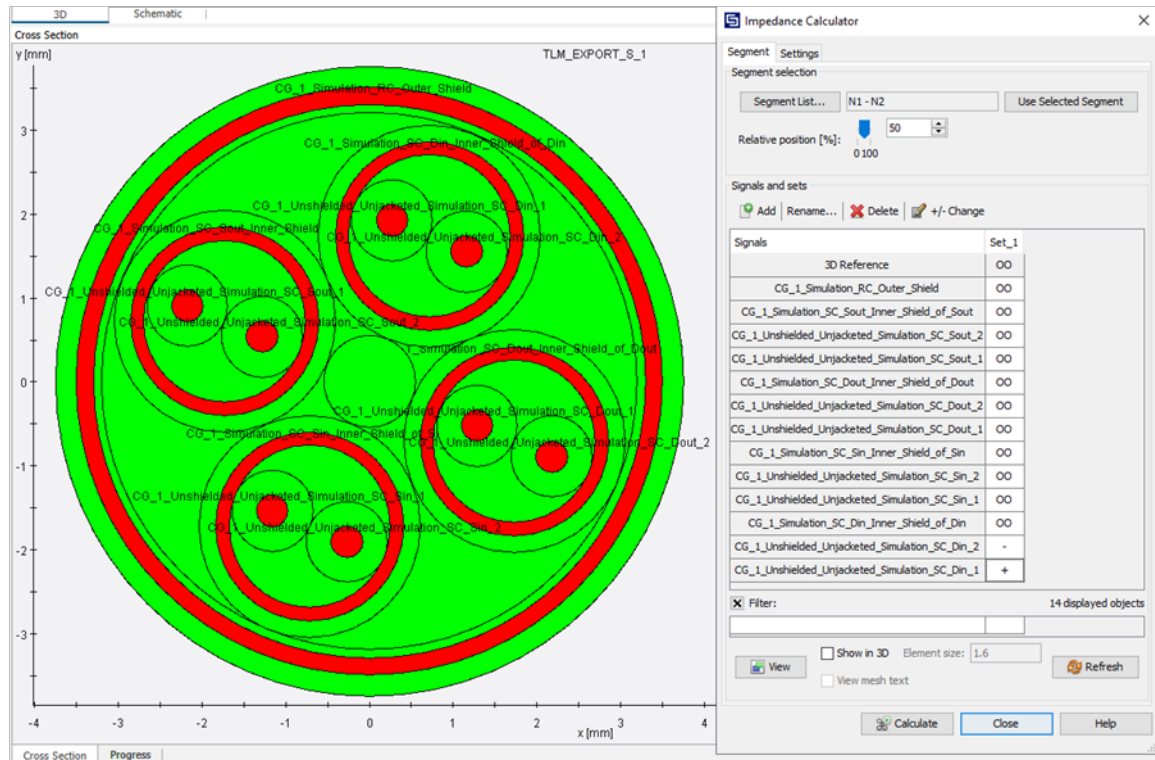 3D Schematic
Cross Section
y [mm]
TLM_EXPORT_S_1
CG_1_Simulation_RC_Outer_Shield
CG_1_Simulation_SC_Din_Inner_Shield_of_Din
CG_1_Unshielded_Unjacketed_Simulation_SC_Din_1
CG_1_Simulation_SC_Sout_Inner_Shield
CG_1_Unshielded_Unjacketed_Simulation_SC_Din_2
CG_1_Unshielded_Unjacketed_Simulation_SC_Sout_1
CG_1_Unshielded_Unjacketed_Simulation_SC_Sout_2
1_Simulation_SC_Dout_Inner_Shield_of_Dout
CG_1_Unshielded_Unjacketed_Simulation_SC_Dout_1
CG_1_Simulation_SC_Sin_Inner_Shield_of_S
CG_1_Unshielded_Unjacketed_Simulation_SC_Dout_2
CG_1_Unshielded_Unjacketed_Simulation_SC_Sin_1
CG_1_Unshielded_Unjacketed_Simulation_SC_Sin_2
3
2
1
0
-1
-2
-3
-4 -3 -2 -1 0 1 2 3 4
x [mm]
Cross Section Progress
Impedance Calculator
Segment Settings
Segment selection
Segment List... N1 - N2 Use Selected Segment
Relative position [%]: 50
0 100
Signals and sets
Add Rename... Delete +/- Change
Signals Set_1
3D Reference OO
CG_1_Simulation_RC_Outer_Shield OO
CG_1_Simulation_SC_Sout_Inner_Shield_of_Sout OO
CG_1_Unshielded_Unjacketed_Simulation_SC_Sout_2 OO
CG_1_Unshielded_Unjacketed_Simulation_SC_Sout_1 OO
CG_1_Simulation_SC_Dout_Inner_Shield_of_Dout OO
CG_1_Unshielded_Unjacketed_Simulation_SC_Dout_2 OO
CG_1_Unshielded_Unjacketed_Simulation_SC_Dout_1 OO
CG_1_Simulation_SC_Sin_Inner_Shield_of_Sin OO
CG_1_Unshielded_Unjacketed_Simulation_SC_Sin_2 OO
CG_1_Unshielded_Unjacketed_Simulation_SC_Sin_1 OO
CG_1_Simulation_SC_Din_Inner_Shield_of_Din OO
CG_1_Unshielded_Unjacketed_Simulation_SC_Din_2 -
CG_1_Unshielded_Unjacketed_Simulation_SC_Din_1 +
Filter: 14 displayed objects
View Show in 3D Element size: 1.6 Refresh
View mesh text
Calculate Close Help